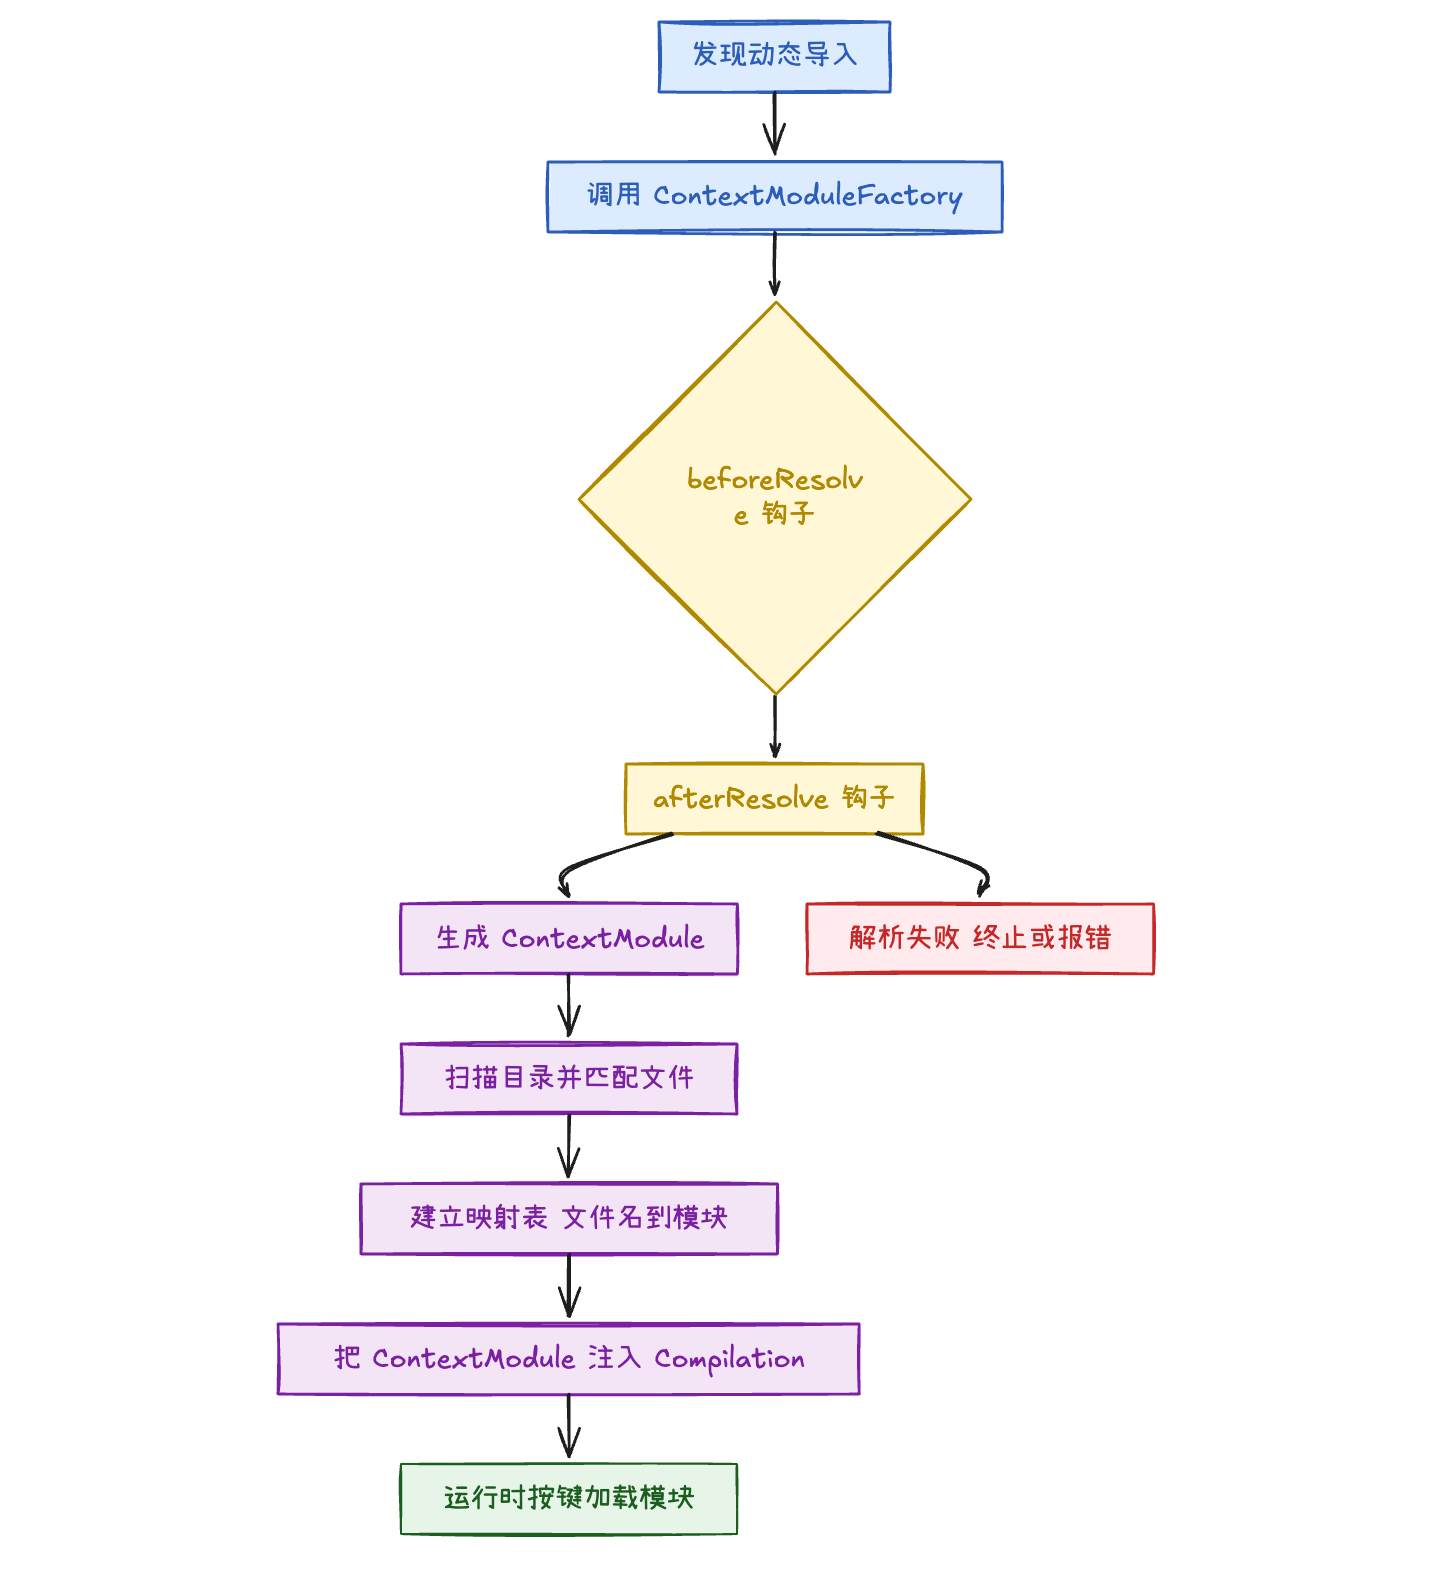 发现动态导入
调用 ContextModuleFactory
beforeResolv
e 钩子
afterResolve 钩子
生成 ContextModule
解析失败 终止或报错
扫描目录并匹配文件
建立映射表 文件名到模块
把 ContextModule 注入 Compilation
运行时按键加载模块